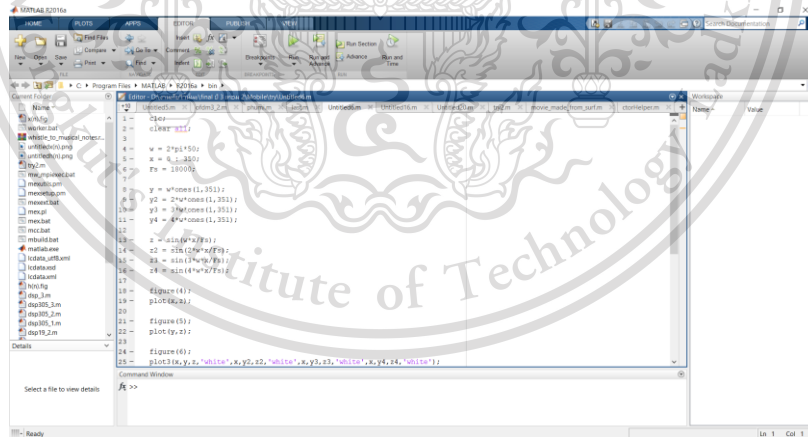 MATLAB R2016a
HOME PLOTS APPS EDITOR PUBLISH VIEW
Search Documentation
New Open Save Find Files Compare Print
Go To Find
Insert Comment Indent
Breakpoints Run Run and Advance Run Section Advance Run and Time
FILE NAVIGATE EDIT BREAKPOINTS RUN
C: Program Files MATLAB R2016a bin
Current Folder
Name
xn).fig
worker.bat
whistle_to_musical_notes.r...
untitledx(n).png
untitledh(n).png
try2.m
mw_mpiexec.bat
mexutils.pm
mexsetup.pm
mexext.bat
mex.pl
mex.bat
mcc.bat
mbuild.bat
matlab.exe
lcdata_utf8.xml
lcdata.xsd
lcdata.xml
h(n).fig
dsp_3.m
dsp305_3.m
dsp305_2.m
dsp305_1.m
dsp19_2.m
Details
Select a file to view details
Untitled5.m Untitled6.m Untitled16.m Untitled20.m try2.m movie_made_from_surf.m ctorHelper.m
1 - clc;
2 - clear all;
3
4 - w = 2*pi*50;
5 - x = 0 : 350;
6 - Fs = 18000;
7
8 - y = w*ones(1,351);
9 - y2 = 2*w*ones(1,351);
10 - y3 = 3*w*ones(1,351);
11 - y4 = 4*w*ones(1,351);
12
13 - z = sin(w*x/Fs);
14 - z2 = sin(2*w*x/Fs);
15 - z3 = sin(3*w*x/Fs);
16 - z4 = sin(4*w*x/Fs);
17
18 - figure(4);
19 - plot(x,z);
20
21 - figure(5);
22 - plot(y,z);
23
24 - figure(6);
25 - plot3(x,y,z,'white',x,y2,z2,'white',x,y3,z3,'white',x,y4,z4,'white');
Command Window
fx >>
Workspace
Name Value
Ready
Ln 1 Col 1
Institute of Technology